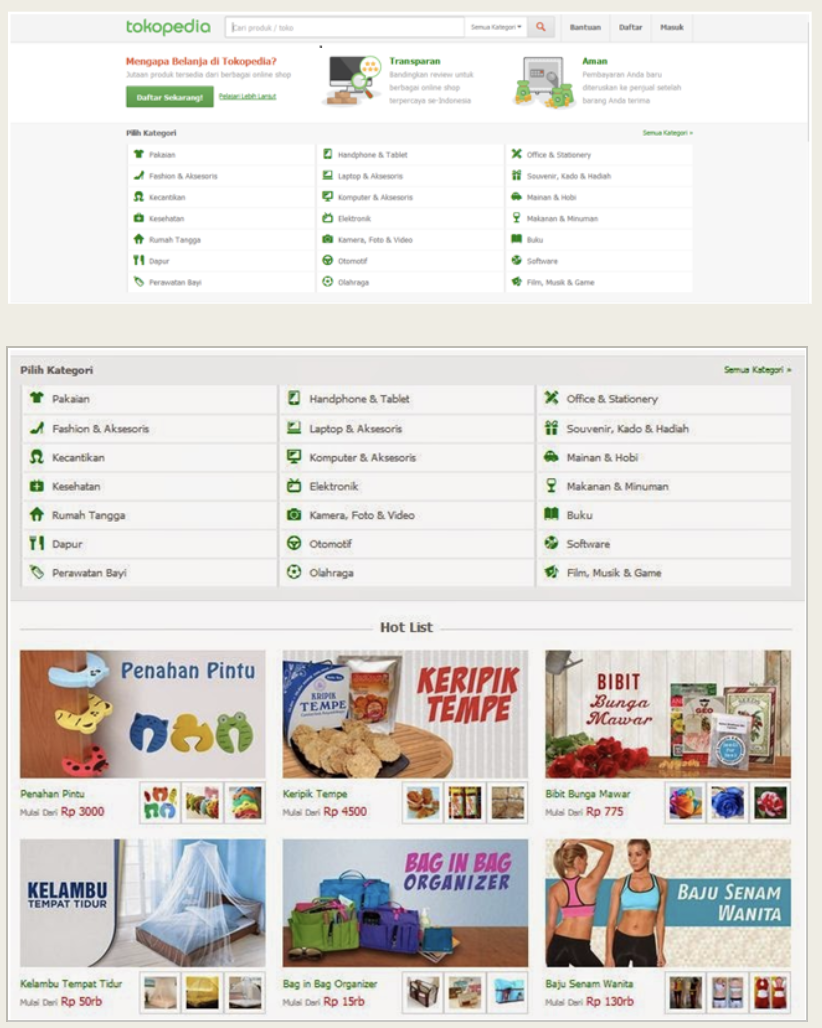 tokopedia
Cari produk / toko
Semua Kategori
Bantuan
Daftar
Masuk
Mengapa Belanja di Tokopedia?
Jutaan produk tersedia dari berbagai online shop
Daftar Sekarang!
Pelajari Lebih Lanjut
Transparan
Bandingkan review untuk
berbagai online shop
terpercaya se-Indonesia
Aman
Pembayaran Anda baru
diteruskan ke penjual setelah
barang Anda terima
Pilih Kategori
Semua Kategori »
Pakaian
Handphone & Tablet
Office & Stationery
Fashion & Aksesoris
Laptop & Aksesoris
Souvenir, Kado & Hadiah
Kecantikan
Komputer & Aksesoris
Mainan & Hobi
Kesehatan
Elektronik
Makanan & Minuman
Rumah Tangga
Kamera, Foto & Video
Buku
Dapur
Otomotif
Software
Perawatan Bayi
Olahraga
Film, Musik & Game
Pilih Kategori
Semua Kategori »
Pakaian
Handphone & Tablet
Office & Stationery
Fashion & Aksesoris
Laptop & Aksesoris
Souvenir, Kado & Hadiah
Kecantikan
Komputer & Aksesoris
Mainan & Hobi
Kesehatan
Elektronik
Makanan & Minuman
Rumah Tangga
Kamera, Foto & Video
Buku
Dapur
Otomotif
Software
Perawatan Bayi
Olahraga
Film, Musik & Game
Hot List
Penahan Pintu
KRIPIK
TEMPE
KERIPIK
TEMPE
BIBIT
Bunga
Mawar
GEO
SEEDS
Penahan Pintu
Mulai Dari Rp 3000
Keripik Tempe
Mulai Dari Rp 4500
Bibit Bunga Mawar
Mulai Dari Rp 775
KELAMBU
TEMPAT TIDUR
BAG IN BAG
ORGANIZER
BAJU SENAM
WANITA
Kelambu Tempat Tidur
Mulai Dari Rp 50rb
Bag in Bag Organizer
Mulai Dari Rp 15rb
Baju Senam Wanita
Mulai Dari Rp 130rb